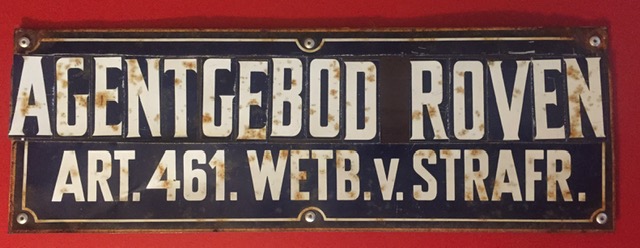 AGENTGEBOD ROVEN
ART. 461. WETB. v. STRAFR.